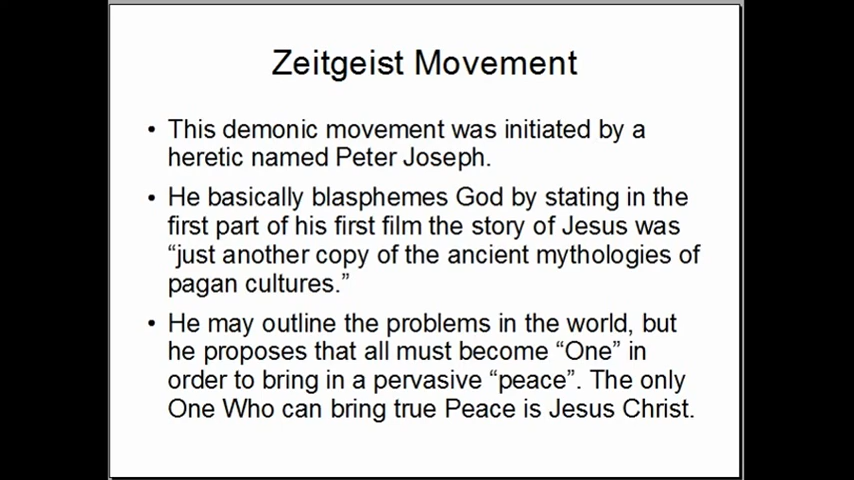 Zeitgeist Movement
• This demonic movement was initiated by a
heretic named Peter Joseph.
• He basically blasphemes God by stating in the
first part of his first film the story of Jesus was
“just another copy of the ancient mythologies of
pagan cultures.”
• He may outline the problems in the world, but
he proposes that all must become “One” in
order to bring in a pervasive “peace”. The only
One Who can bring true Peace is Jesus Christ.